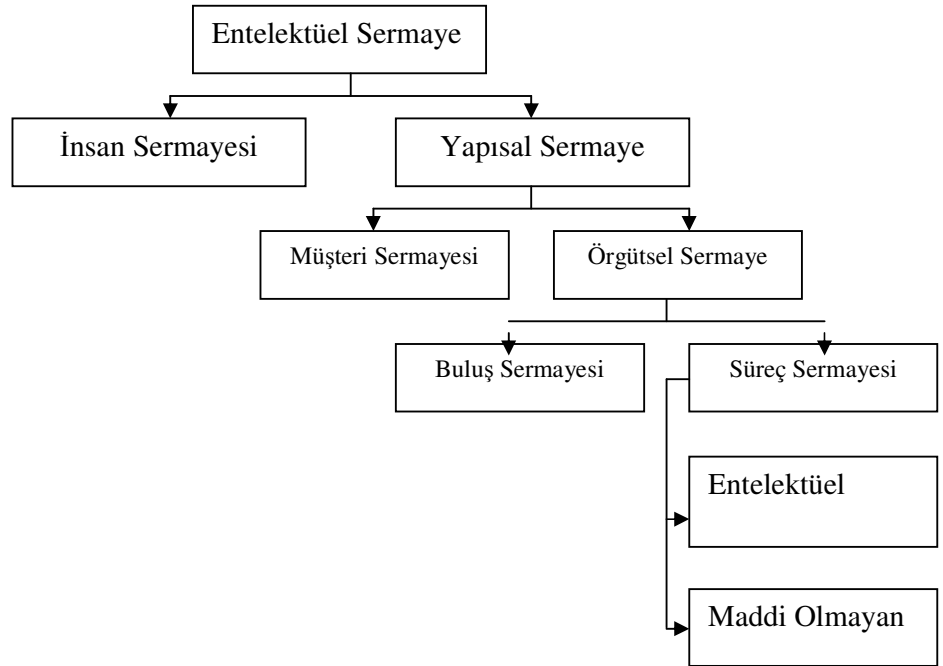 Entelektüel Sermaye
İnsan Sermayesi
Yapısal Sermaye
Müşteri Sermayesi
Örgütsel Sermaye
Buluş Sermayesi
Süreç Sermayesi
Entelektüel
Maddi Olmayan